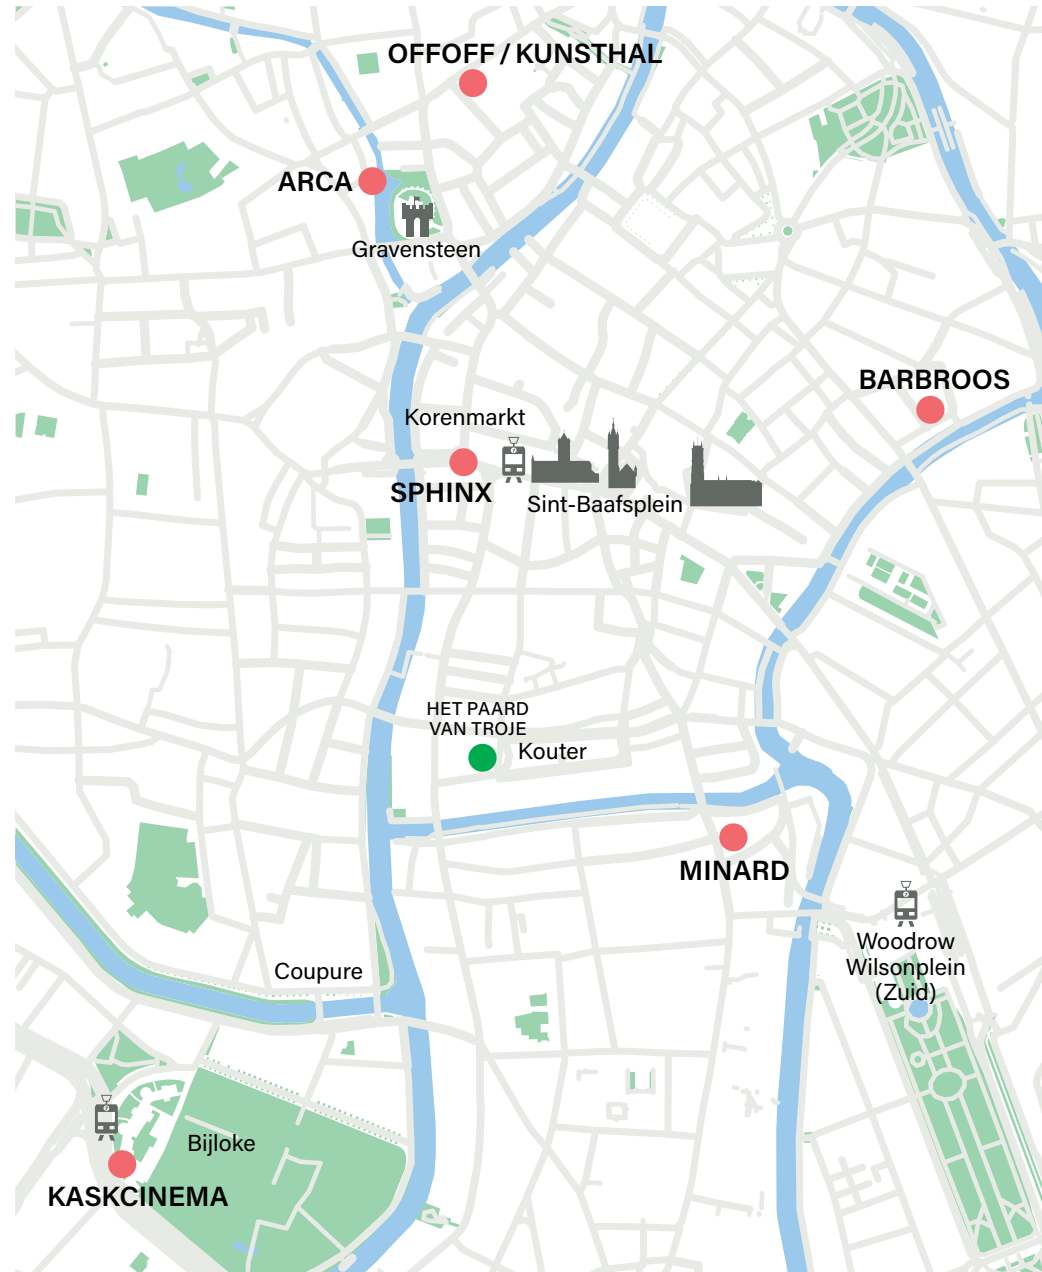 OFFOFF / KUNSTHAL
ARCA
Gravensteen
BARBROOS
Korenmarkt
SPHINX
Sint-Baafsplein
HET PAARD
VAN TROJE
Kouter
MINARD
Woodrow
Wilsonplein
(Zuid)
Coupure
Bijloke
KASKCINEMA